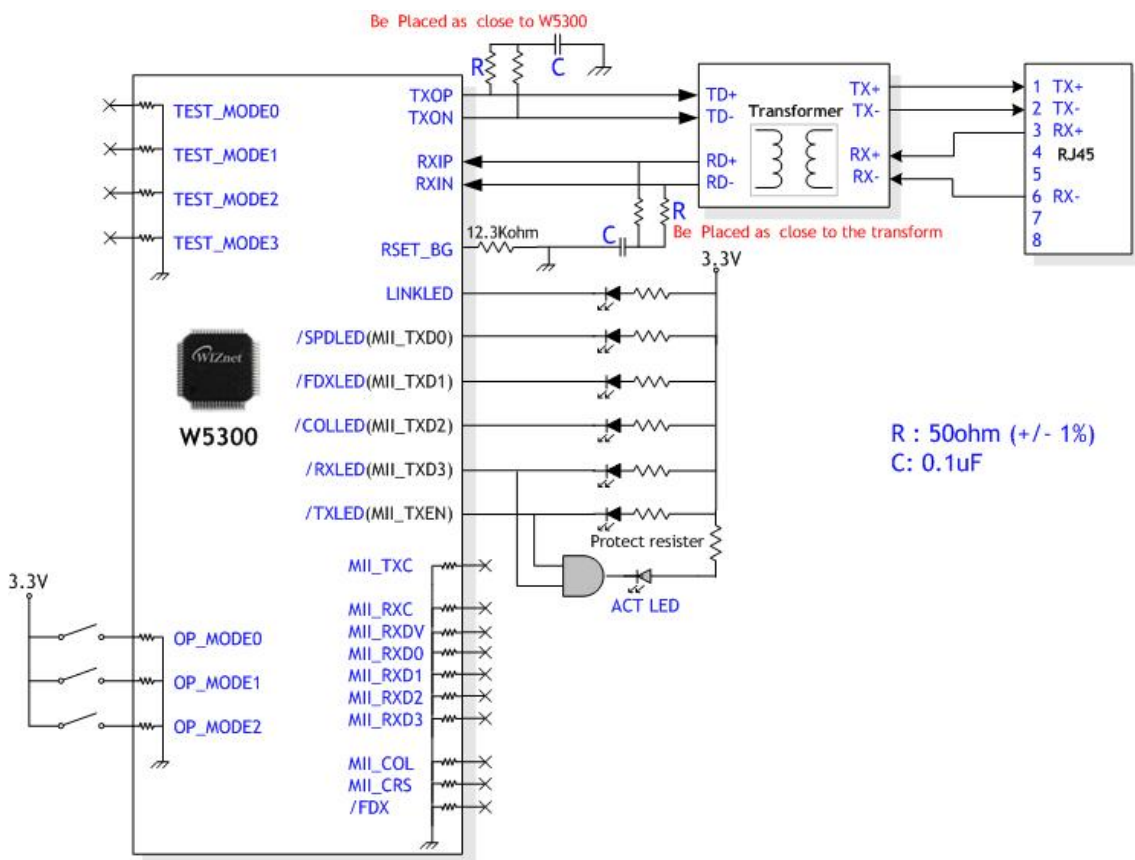 Be Placed as close to W5300
R
C
TXOP
TXON
RXIP
RXIN
RSET_BG
12.3Kohm
C
R
Be Placed as close to the transform
TD+
TD-
RD+
RD-
Transformer
TX+
TX-
RX+
RX-
1 TX+
2 TX-
3 RX+
4
RJ45
5
6 RX-
7
8
TEST_MODE0
TEST_MODE1
TEST_MODE2
TEST_MODE3
3.3V
LINKLED
/SPDLED(MII_TXD0)
/FDXLED(MII_TXD1)
/COLLED(MII_TXD2)
/RXLED(MII_TXD3)
/TXLED(MII_TXEN)
WIZnet
W5300
R : 50ohm (+/- 1%)
C: 0.1uF
Protect resister
ACT LED
MII_TXC
MII_RXC
MII_RXDV
MII_RXD0
MII_RXD1
MII_RXD2
MII_RXD3
MII_COL
MII_CRS
/FDX
3.3V
OP_MODE0
OP_MODE1
OP_MODE2